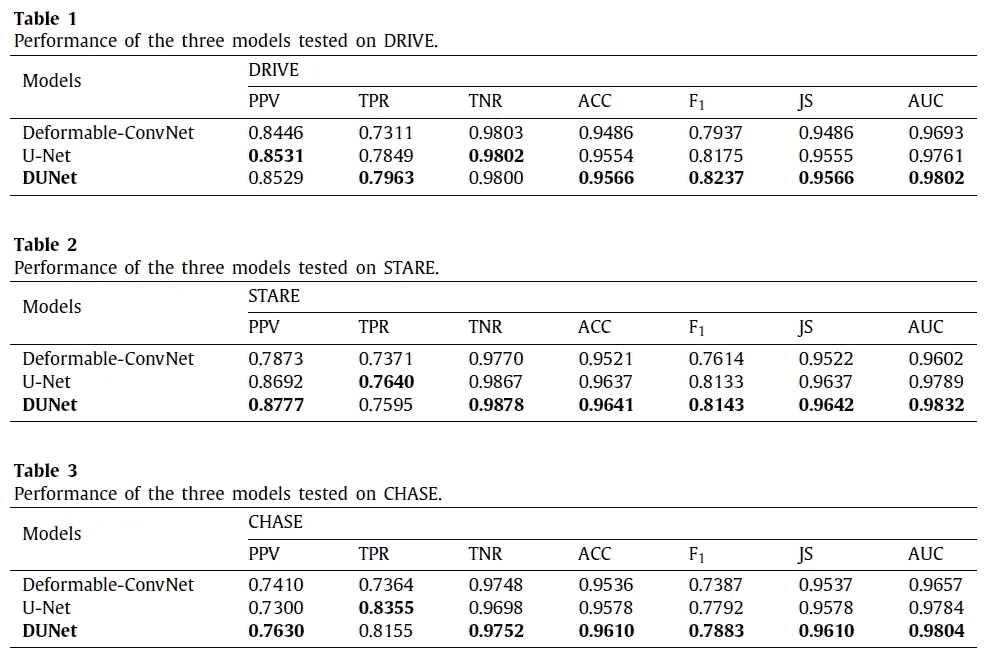 Table 1
Performance of the three models tested on DRIVE.
Models DRIVE
PPV TPR TNR ACC F₁ JS AUC
Deformable-ConvNet 0.8446 0.7311 0.9803 0.9486 0.7937 0.9486 0.9693
U-Net 0.8531 0.7849 0.9802 0.9554 0.8175 0.9555 0.9761
DUNet 0.8529 0.7963 0.9800 0.9566 0.8237 0.9566 0.9802
Table 2
Performance of the three models tested on STARE.
Models STARE
PPV TPR TNR ACC F₁ JS AUC
Deformable-ConvNet 0.7873 0.7371 0.9770 0.9521 0.7614 0.9522 0.9602
U-Net 0.8692 0.7640 0.9867 0.9637 0.8133 0.9637 0.9789
DUNet 0.8777 0.7595 0.9878 0.9641 0.8143 0.9642 0.9832
Table 3
Performance of the three models tested on CHASE.
Models CHASE
PPV TPR TNR ACC F₁ JS AUC
Deformable-ConvNet 0.7410 0.7364 0.9748 0.9536 0.7387 0.9537 0.9657
U-Net 0.7300 0.8355 0.9698 0.9578 0.7792 0.9578 0.9784
DUNet 0.7630 0.8155 0.9752 0.9610 0.7883 0.9610 0.9804